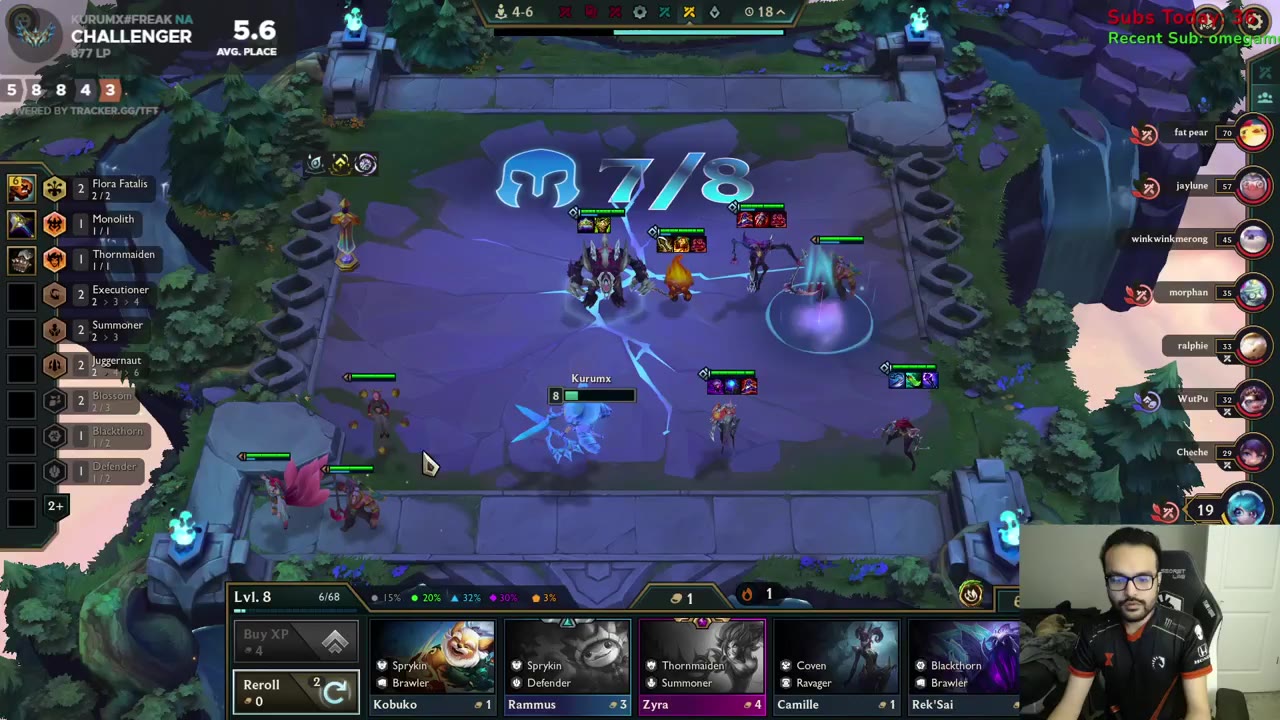 KURUMX#FREAK NA
CHALLENGER
877 LP
5.6
AVG. PLACE
5 8 8 4 3
WERED BY TRACKER.GG/TFT
4-6
18
Subs Today: 36
Recent Sub: omegam
7/8
2 Flora Fatalis
2 / 2
1 Monolith
1 / 1
1 Thornmaiden
1 / 1
2 Executioner
2 > 3 > 4
2 Summoner
2 > 3
2 Juggernaut
2 > 4 > 6
2 Blossom
2 / 3
1 Blackthorn
1 / 2
1 Defender
1 / 2
2+
fat pear 70
jaylune 57
winkwinkmerong 45
morphan 35
ralphie 33
WutPu 32
Cheche 29
19
Kurumx
8
Lvl. 8
6/68
15%
20%
32%
30%
3%
1
1
Buy XP
4
Reroll
2
0
Sprykin
Brawler
Kobuko 1
Sprykin
Defender
Rammus 3
Thornmaiden
Summoner
Zyra 4
Coven
Ravager
Camille 1
Blackthorn
Brawler
Rek'Sai